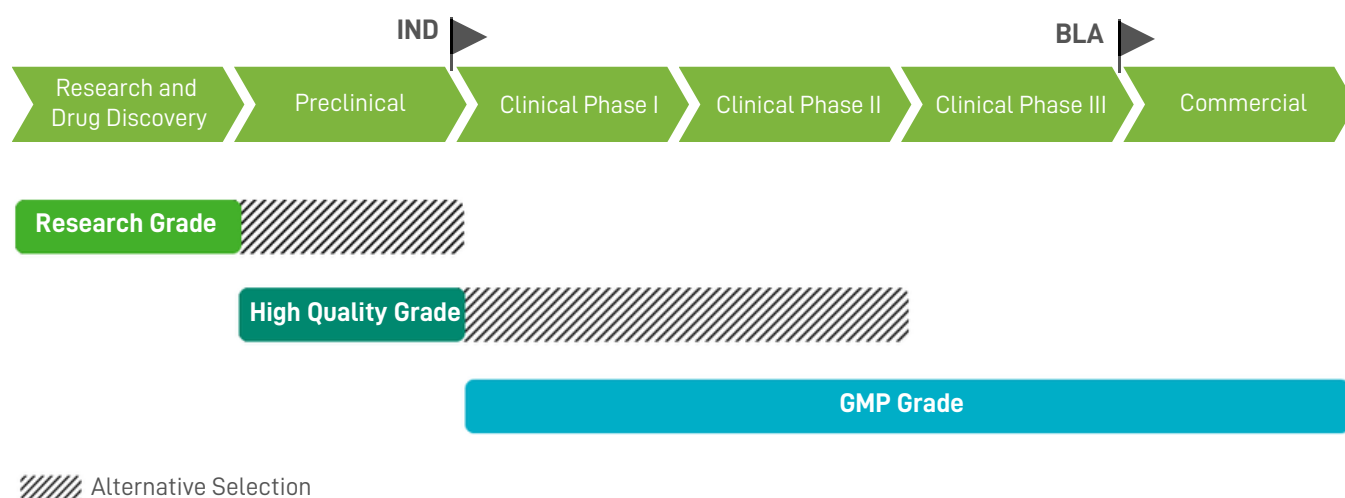 IND
BLA
Research and
Drug Discovery
Preclinical
Clinical Phase I
Clinical Phase II
Clinical Phase III
Commercial
Research Grade
High Quality Grade
GMP Grade
Alternative Selection